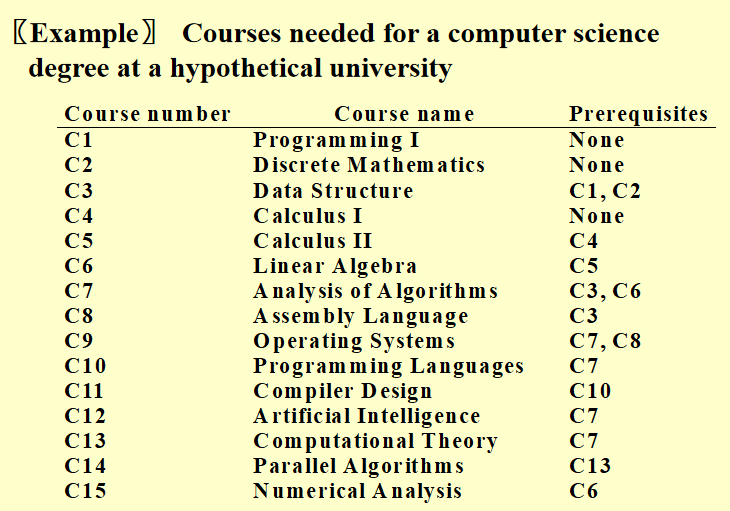 〖Example〗 Courses needed for a computer science
degree at a hypothetical university
Course number Course name Prerequisites
C1 Programming I None
C2 Discrete Mathematics None
C3 Data Structure C1, C2
C4 Calculus I None
C5 Calculus II C4
C6 Linear Algebra C5
C7 Analysis of Algorithms C3, C6
C8 Assembly Language C3
C9 Operating Systems C7, C8
C10 Programming Languages C7
C11 Compiler Design C10
C12 Artificial Intelligence C7
C13 Computational Theory C7
C14 Parallel Algorithms C13
C15 Numerical Analysis C6